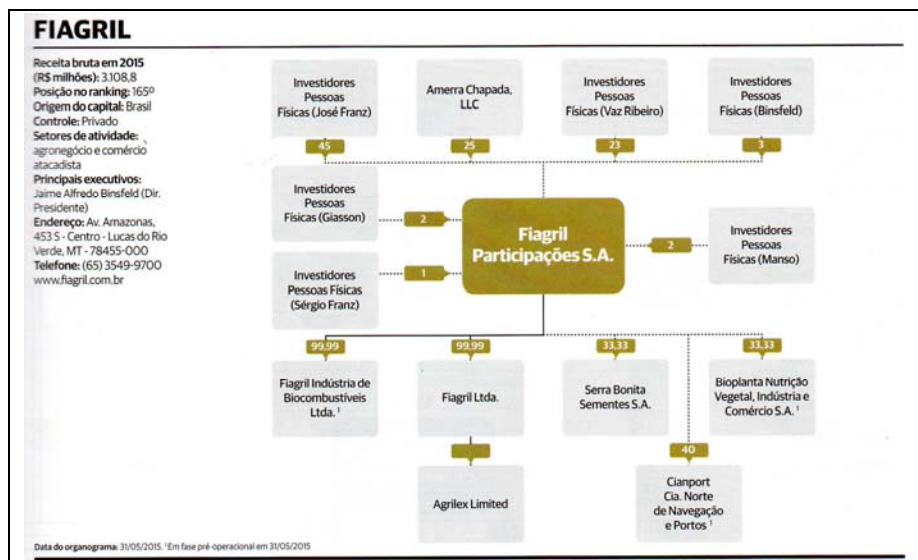 FIAGRIL
Receita bruta em 2015
(R$ milhões): 3.108,8
Posição no ranking: 165º
Origem do capital: Brasil
Controle: Privado
Setores de atividade:
agronegócio e comércio
atacadista
Principais executivos:
Jaime Alfredo Binsfeld (Dir.
Presidente)
Endereço: Av. Amazonas,
453 S - Centro - Lucas do Rio
Verde, MT - 78455-000
Telefone: (65) 3549-9700
www.fiagril.com.br
Investidores
Pessoas
Físicas (José Franz)
45
Amerra Chapada,
LLC
25
Investidores
Pessoas
Físicas (Vaz Ribeiro)
23
Investidores
Pessoas
Físicas (Binsfeld)
3
Investidores
Pessoas
Físicas (Giasson)
2
Investidores
Pessoas Físicas
(Sérgio Franz)
1
Fiagril
Participações S.A.
2
Investidores
Pessoas
Físicas (Manso)
99,99
Fiagril Indústria de
Biocombustíveis
Ltda. ¹
99,99
Fiagril Ltda.
33,33
Serra Bonita
Sementes S.A.
33,33
Bioplanta Nutrição
Vegetal, Indústria e
Comércio S.A. ¹
Agrilex Limited
40
Cianport
Cia. Norte
de Navegação
e Portos ¹
Data do organograma: 31/05/2015. ¹Em fase pré-operacional em 31/05/2015